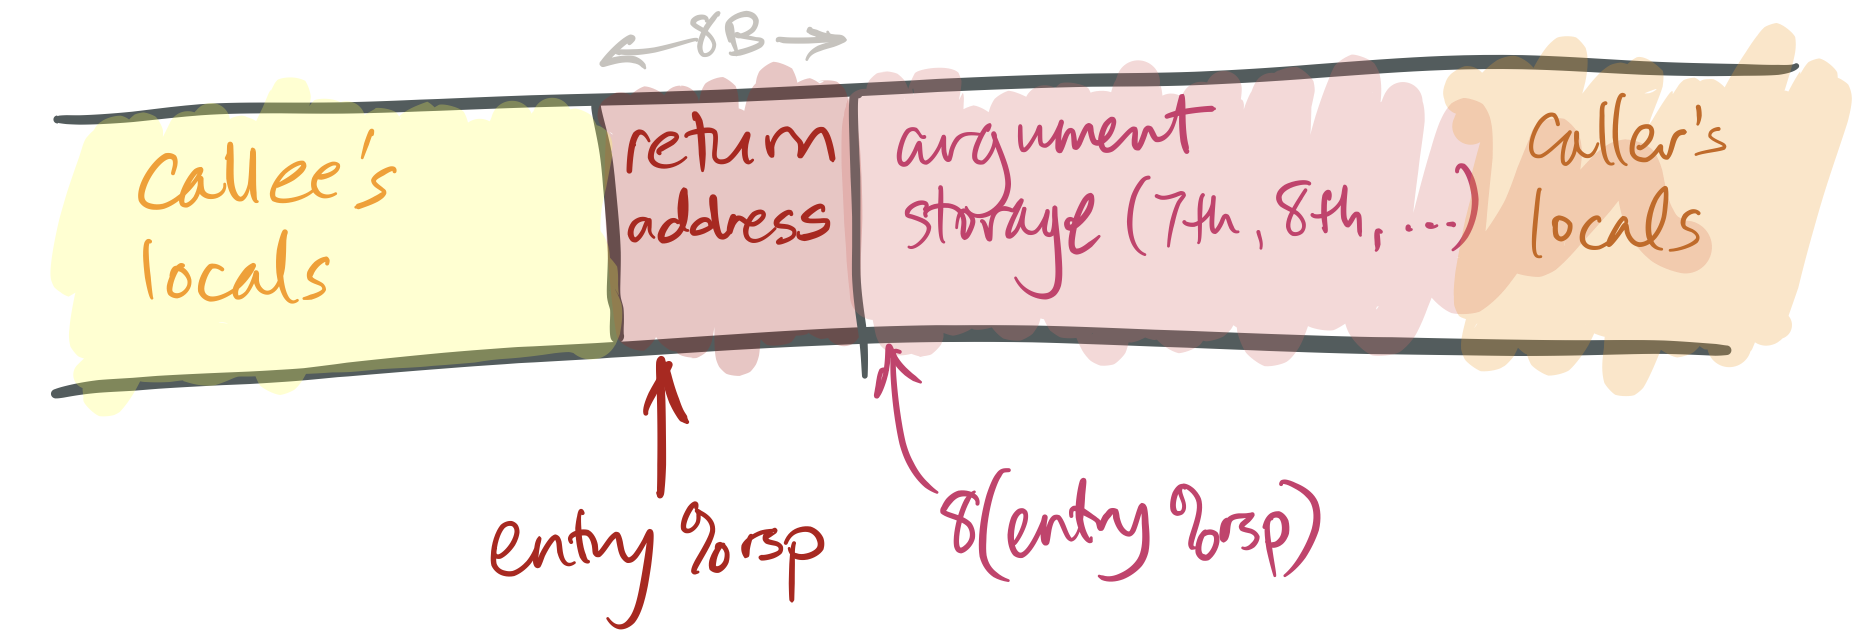 8B
callee's
locals
return
address
argument
storage (7th, 8th, ...)
caller's
locals
entry %rsp
8(entry %rsp)